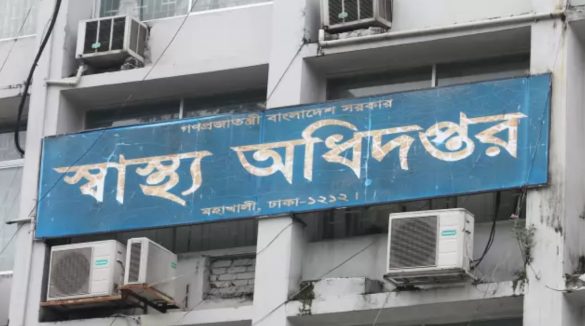 গণপ্রজাতন্ত্রী বাংলাদেশ সরকার
স্বাস্থ্য অধিদপ্তর
মহাখালী, ঢাকা-১২১২।